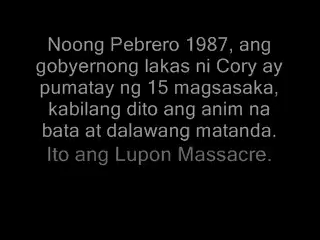 Noong Pebrero 1987, ang
gobyernong lakas ni Cory ay
pumatay ng 15 magsasaka,
kabilang dito ang anim na
bata at dalawang matanda.
Ito ang Lupon Massacre.